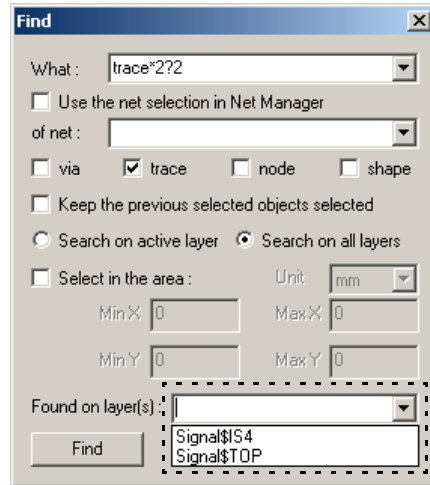 Find
What : trace*2?2
Use the net selection in Net Manager
of net :
via trace node shape
Keep the previous selected objects selected
Search on active layer Search on all layers
Select in the area : Unit mm
Min X 0 Max X 0
Min Y 0 Max Y 0
Found on layer(s) :
Signal$IS4
Find
Signal$TOP